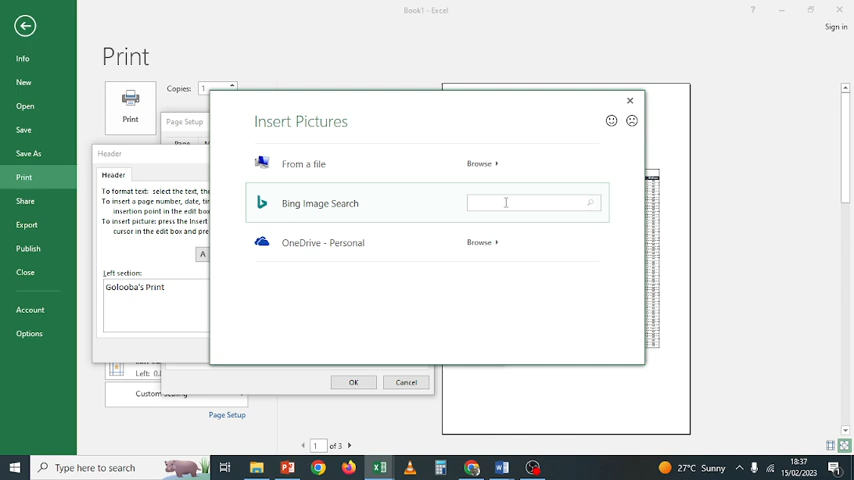 Book1 - Excel
?
Sign in
Info
New
Open
Save
Save As
Print
Share
Export
Publish
Close
Account
Options
Print
Print
Copies: 1
Page Setup
Page
Header
Header
To format text: select the text, th
To insert a page number, date, ti
insertion point in the edit box
To insert picture: press the Insert
cursor in the edit box and pre
A
Left section:
Golooba's Print
Insert Pictures
From a file
Browse
Bing Image Search
OneDrive - Personal
Browse
Left: 0.
Custom Scaling
OK
Cancel
Page Setup
1 of 3
Type here to search
27°C Sunny
18:37
15/02/2023